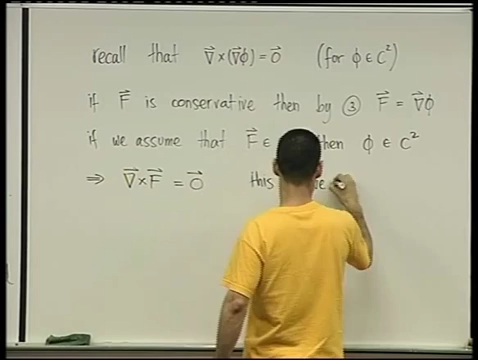 recall that ∇⃗×(∇⃗ϕ) = 0⃗ (for ϕ ∈ C²)
if F⃗ is conservative then by ③ F⃗ = ∇⃗ϕ
if we assume that F⃗ ∈ then ϕ ∈ C²
⇒ ∇⃗×F⃗ = 0⃗ this